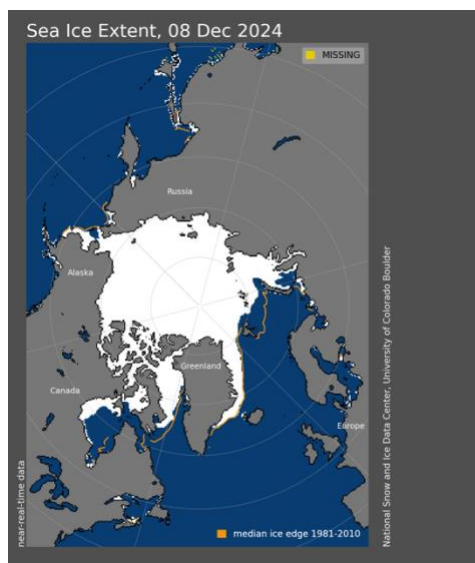 Sea Ice Extent, 08 Dec 2024
MISSING
Russia
Alaska
Greenland
Canada
Europe
near-real-time data
National Snow and Ice Data Center, University of Colorado Boulder
median ice edge 1981-2010